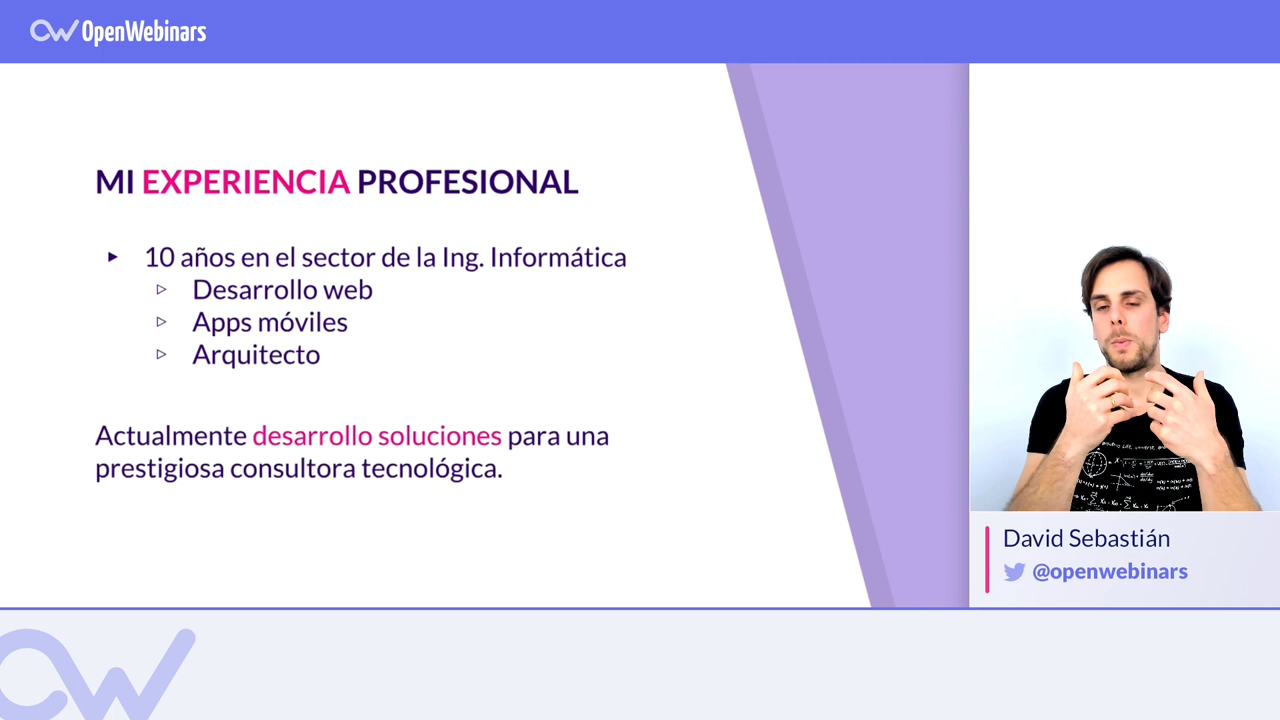 OpenWebinars
MI EXPERIENCIA PROFESIONAL
▸ 10 años en el sector de la Ing. Informática
▹ Desarrollo web
▹ Apps móviles
▹ Arquitecto
Actualmente desarrollo soluciones para una
prestigiosa consultora tecnológica.
David Sebastián
@openwebinars